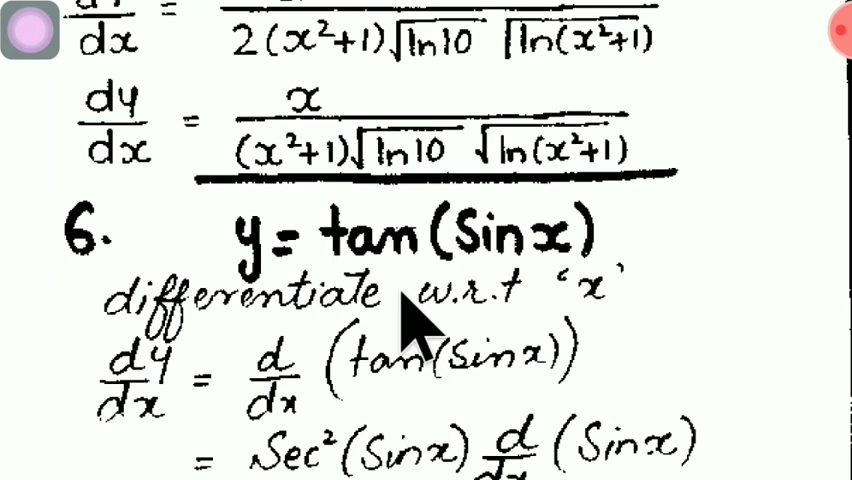 dx = 2(x²+1)√ln10 √ln(x²+1)
dy/dx = x/((x²+1)√ln10 √ln(x²+1))
6. y = tan(Sinx)
differentiate w.r.t 'x'
dy/dx = d/dx (tan(Sinx))
= Sec²(Sinx) d/dx (Sinx)